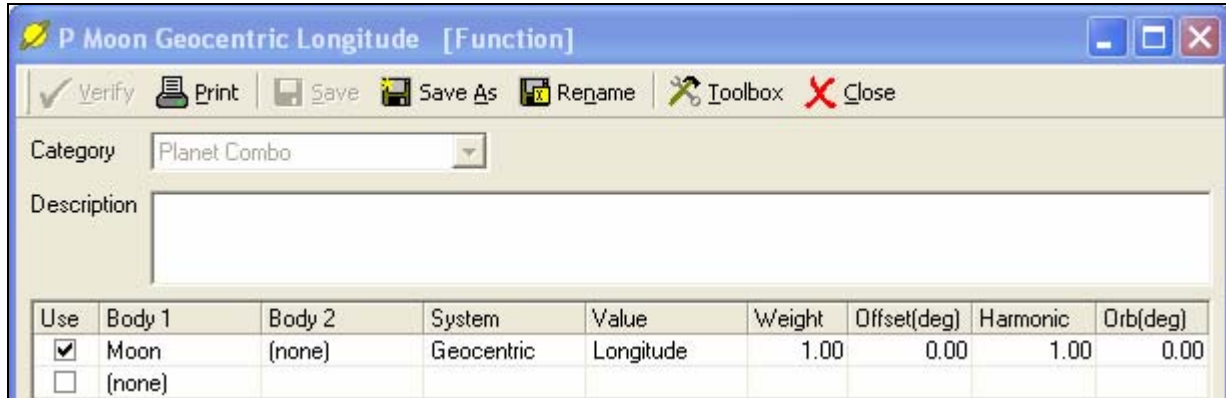 P Moon Geocentric Longitude [Function]
Verify Print Save Save As Rename Toolbox Close
Category Planet Combo
Description
Use Body 1 Body 2 System Value Weight Offset(deg) Harmonic Orb(deg)
Moon (none) Geocentric Longitude 1.00 0.00 1.00 0.00
(none)